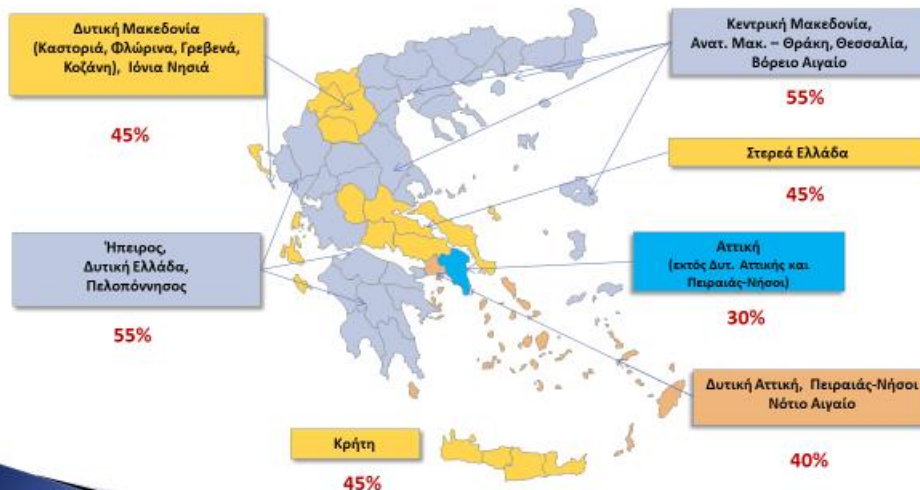 Δυτική Μακεδονία
(Καστοριά, Φλώρινα, Γρεβενά,
Κοζάνη), Ιόνια Νησιά
45%
Κεντρική Μακεδονία,
Ανατ. Μακ. – Θράκη, Θεσσαλία,
Βόρειο Αιγαίο
55%
Στερεά Ελλάδα
45%
Ήπειρος,
Δυτική Ελλάδα,
Πελοπόννησος
55%
Αττική
(εκτός Δυτ. Αττικής και
Πειραιάς-Νήσοι)
30%
Δυτική Αττική, Πειραιάς-Νήσοι
Νότιο Αιγαίο
40%
Κρήτη
45%